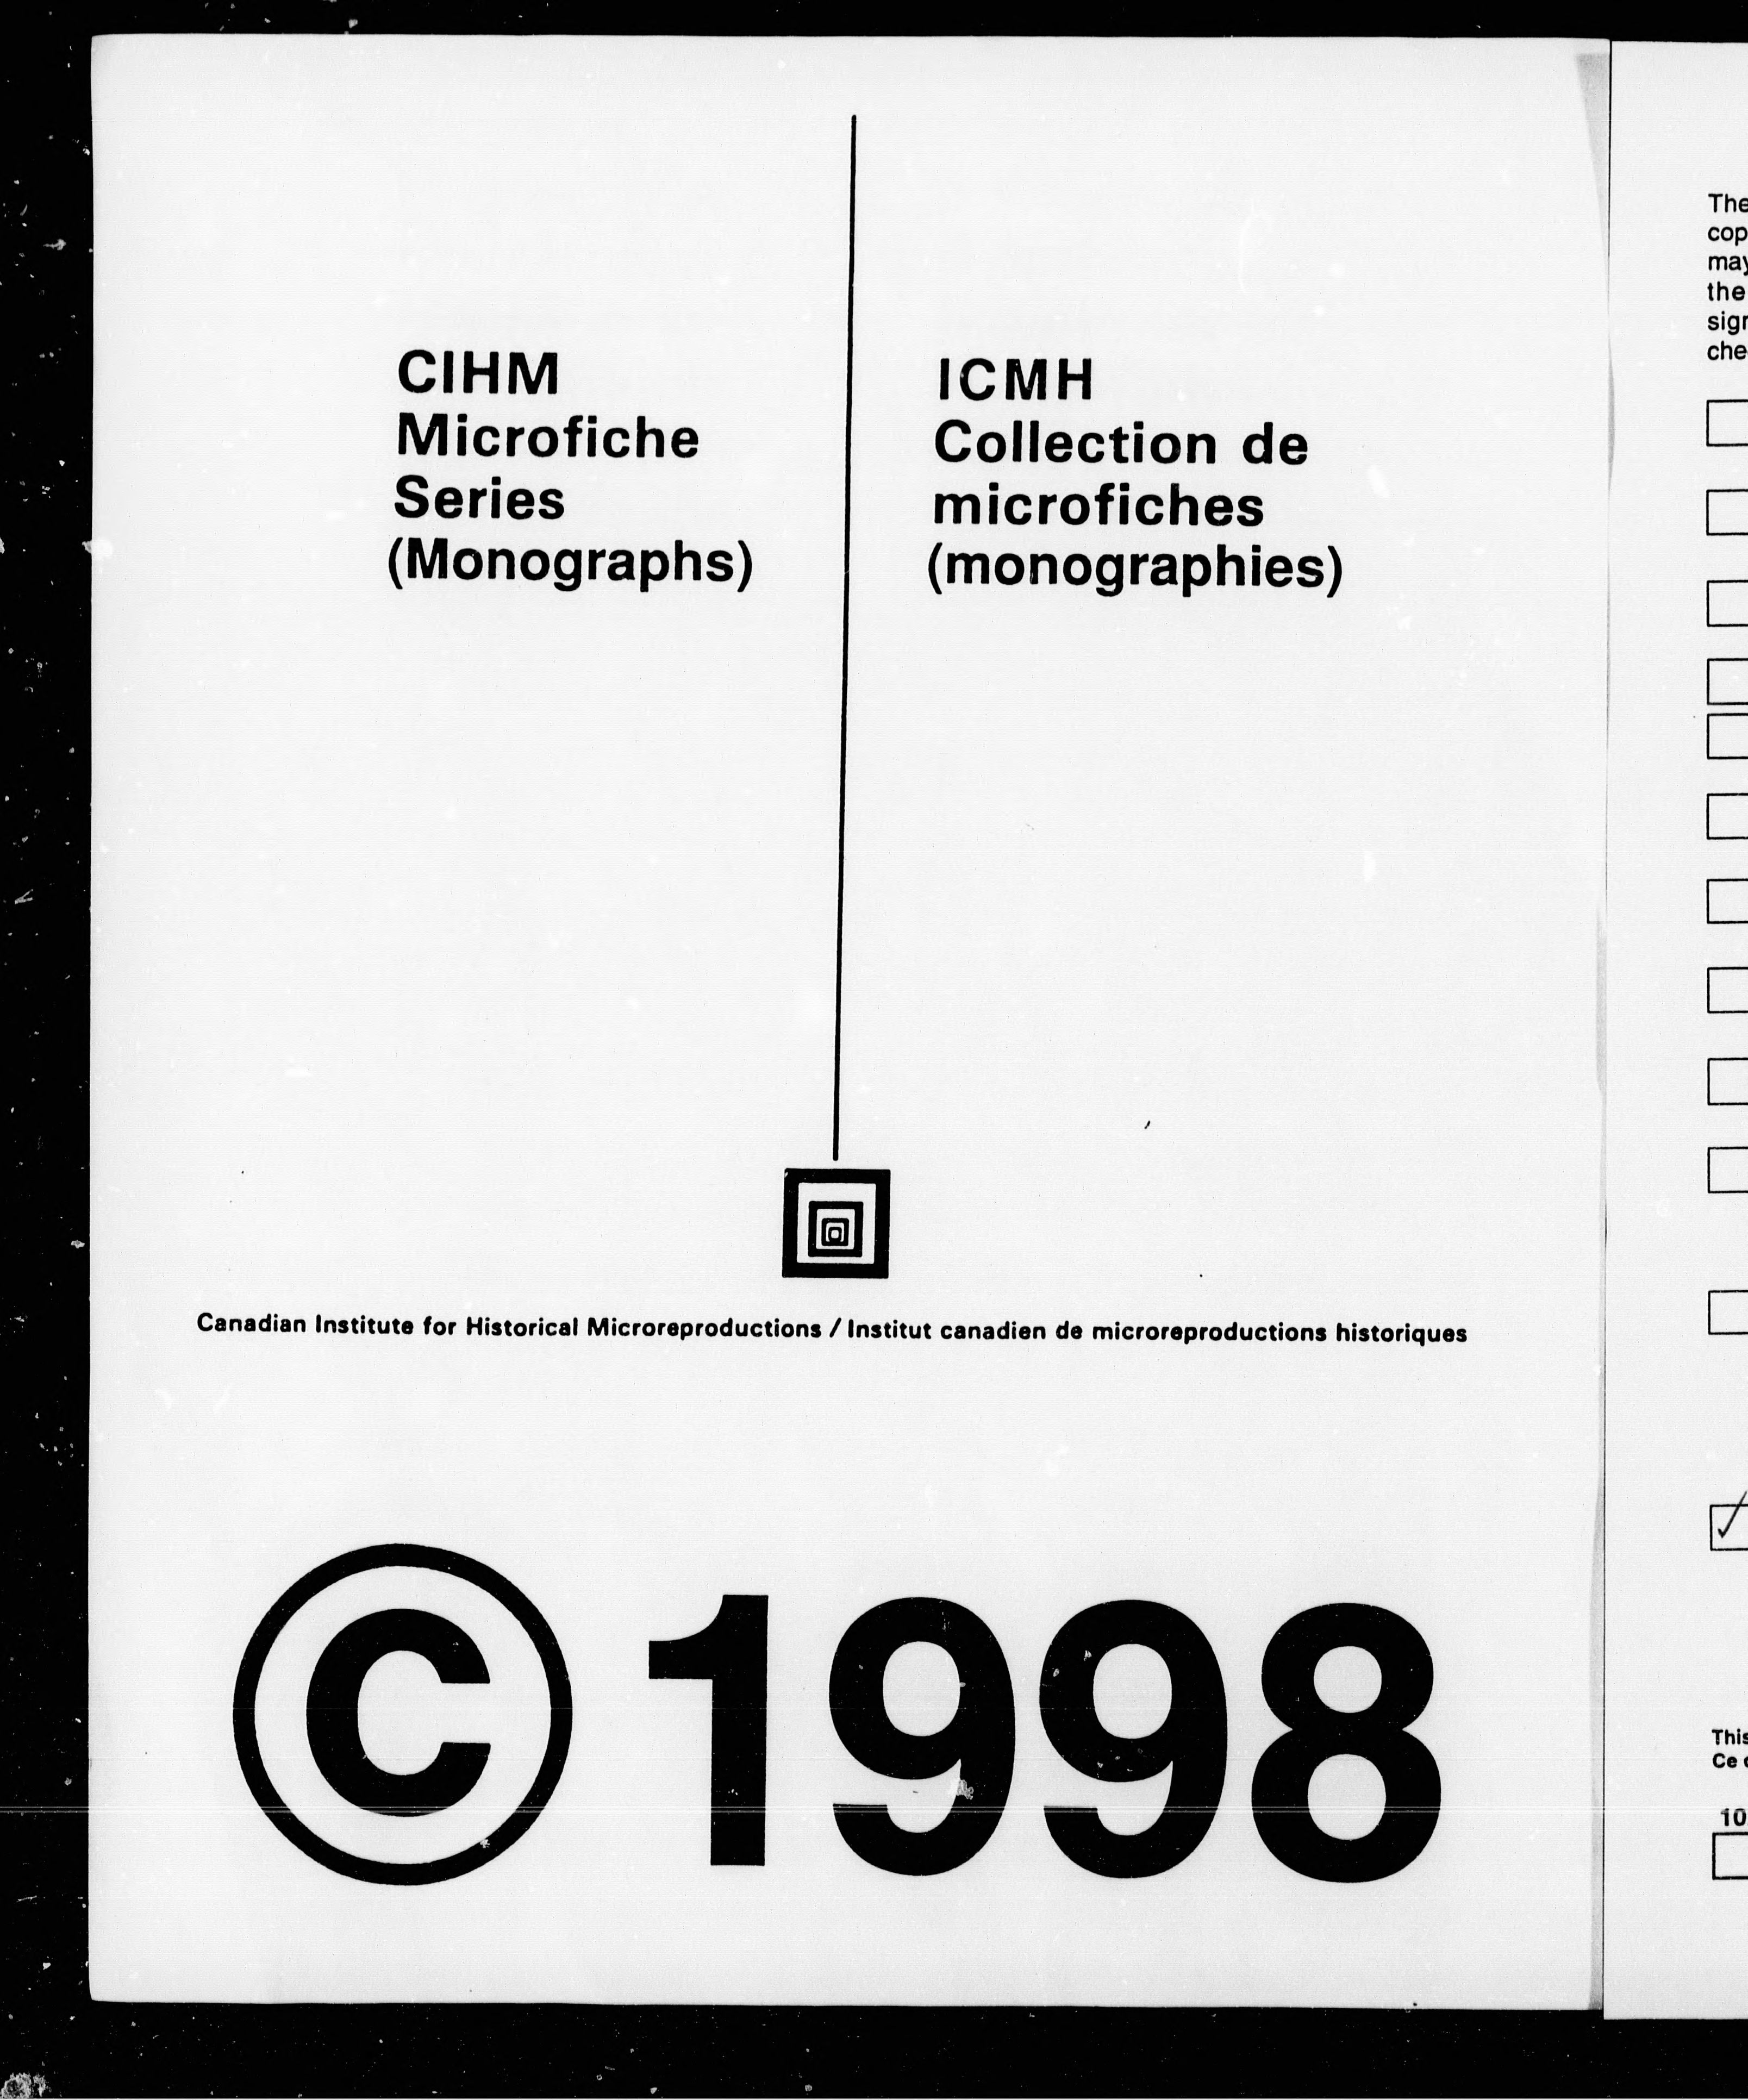 CIHM
Microfiche
Series
(Monographs)
ICMH
Collection de
microfiches
(monographies)
Canadian Institute for Historical Microreproductions / Institut canadien de microreproductions historiques
© 1998
The
cop
may
the
sign
che
This
Ce
10